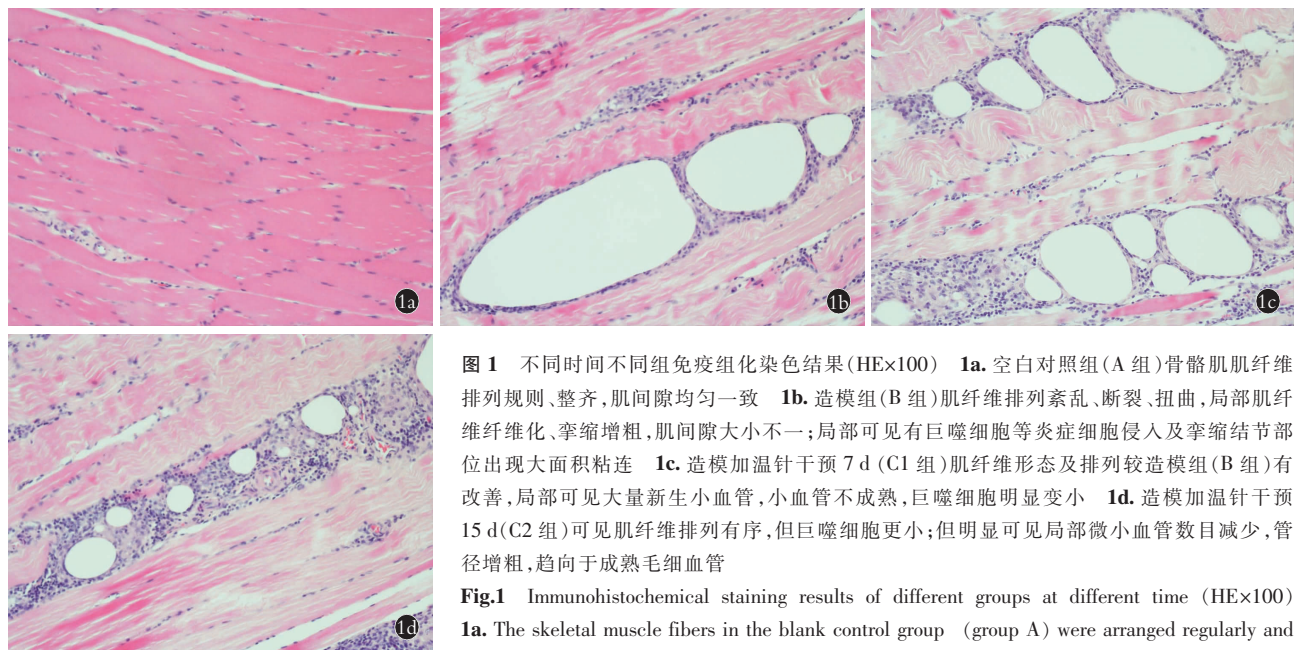 1a
1b
1c
1d
图 1 不同时间不同组免疫组化染色结果(HE×100) 1a. 空白对照组(A 组)骨骼肌肌纤维
排列规则、整齐,肌间隙均匀一致 1b. 造模组(B 组)肌纤维排列紊乱、断裂、扭曲,局部肌纤
维纤维化、挛缩增粗,肌间隙大小不一;局部可见有巨噬细胞等炎症细胞侵入及挛缩结节部
位出现大面积粘连 1c. 造模加温针干预 7 d (C1 组)肌纤维形态及排列较造模组(B 组)有
改善,局部可见大量新生小血管,小血管不成熟,巨噬细胞明显变小 1d. 造模加温针干预
15 d(C2 组)可见肌纤维排列有序,但巨噬细胞更小;但明显可见局部微小血管数目减少,管
径增粗,趋向于成熟毛细血管
Fig.1 Immunohistochemical staining results of different groups at different time (HE×100)
1a. The skeletal muscle fibers in the blank control group (group A) were arranged regularly and